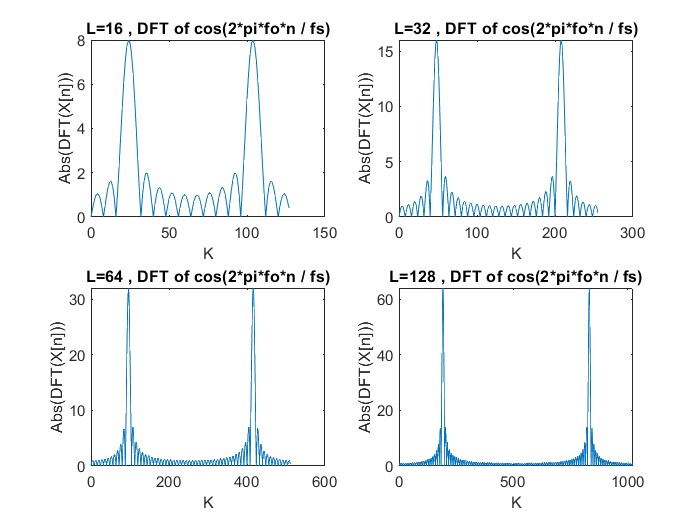 L=16 , DFT of cos(2*pi*fo*n / fs)
Abs(DFT(X[n]))
8
6
4
2
0
0 50 100 150
K
L=32 , DFT of cos(2*pi*fo*n / fs)
Abs(DFT(X[n]))
15
10
5
0
0 100 200 300
K
L=64 , DFT of cos(2*pi*fo*n / fs)
Abs(DFT(X[n]))
30
20
10
0
0 200 400 600
K
L=128 , DFT of cos(2*pi*fo*n / fs)
Abs(DFT(X[n]))
60
40
20
0
0 500 1000
K